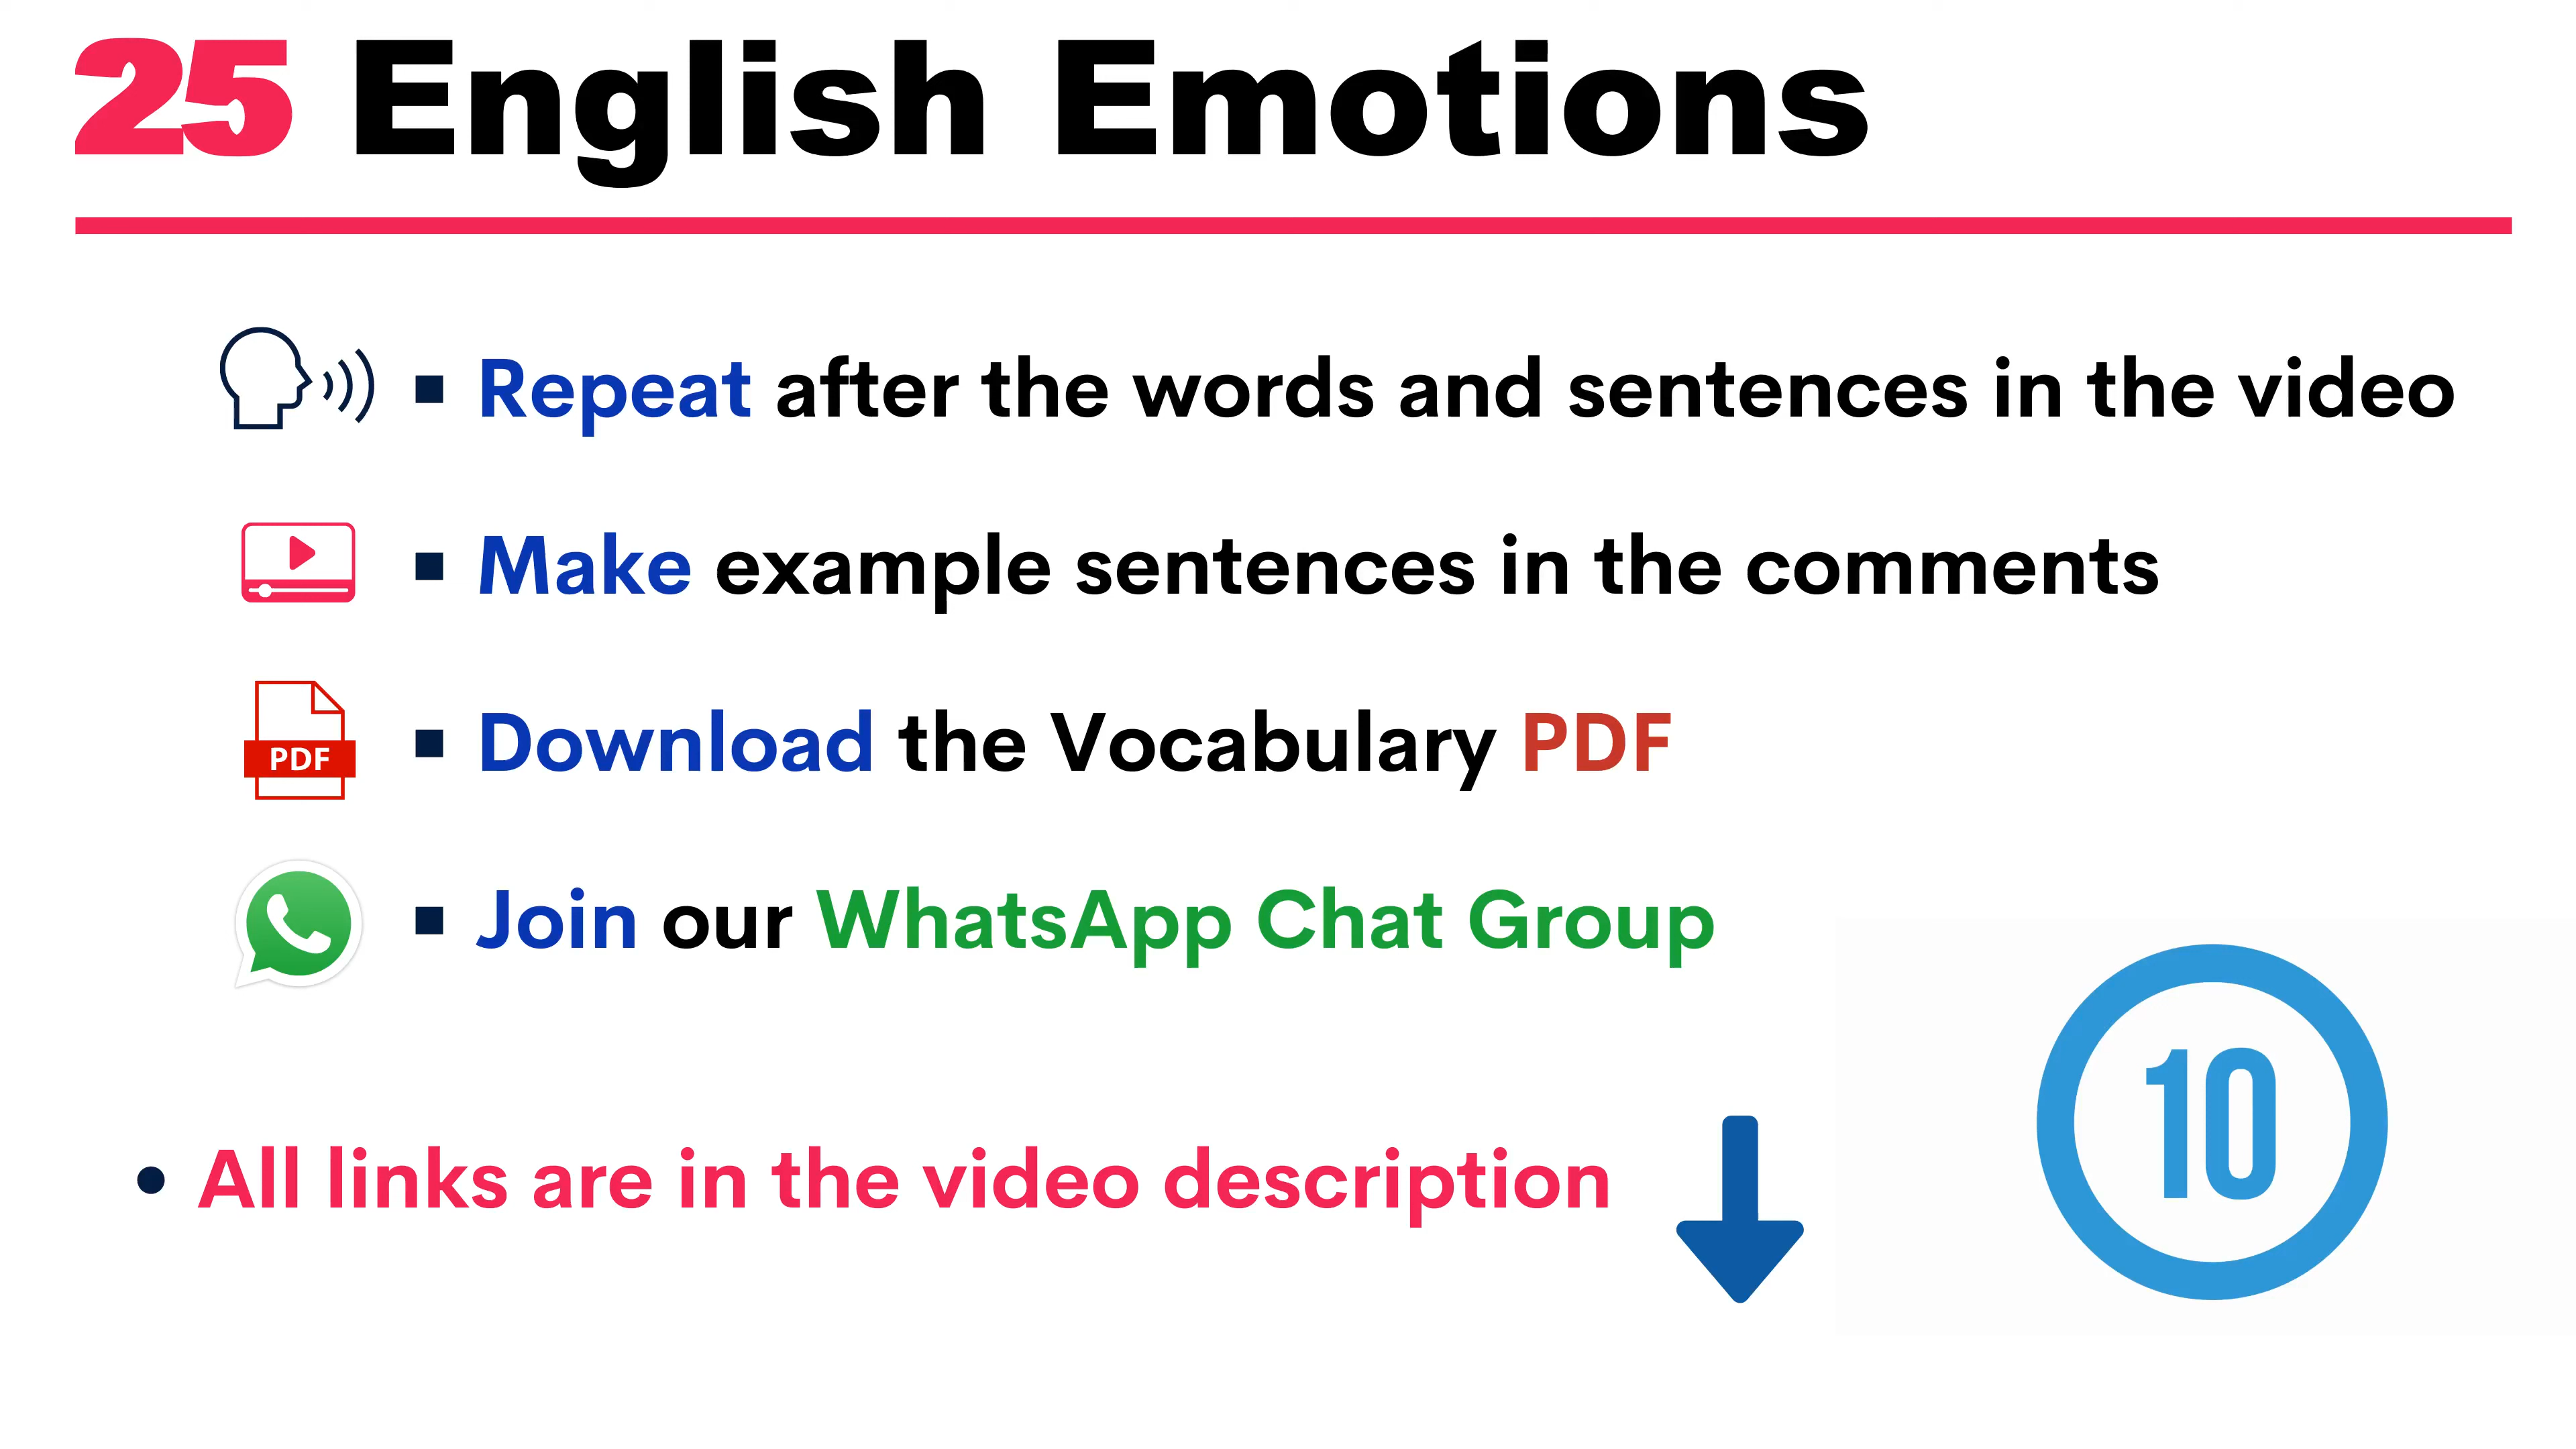 25 English Emotions
▪ Repeat after the words and sentences in the video
▪ Make example sentences in the comments
PDF
▪ Download the Vocabulary PDF
▪ Join our WhatsApp Chat Group
• All links are in the video description
10